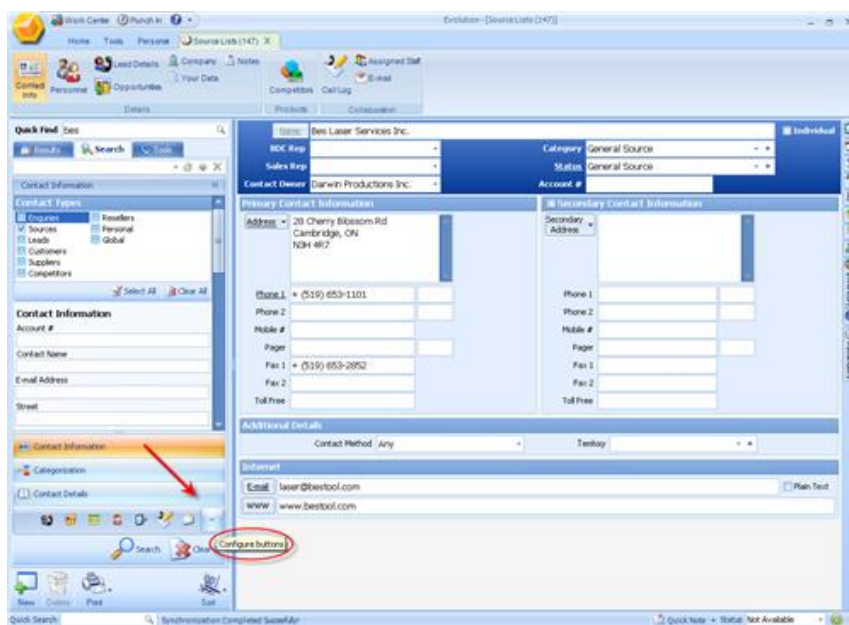 Work Center Punch In
Evolution - [Source Lists (147)]
Home Tools Personal Source Lists (147) X
Contact Info
Personnel
Lead Details
Opportunities
Company
Your Data
Notes
Competitors
Call Log
Assigned Staff
E-mail
Details
Products
Collaboration
Quick Find bes
Results Search Tools
Contact Information
Contact Types
Enquiries Resellers
Sources Personal
Leads Global
Customers
Suppliers
Competitors
Select All Clear All
Contact Information
Account #
Contact Name
E-mail Address
Street
Contact Information
Categorization
Contact Details
Search Clear
Configure buttons
New Delete Print Sort
Name Bes Laser Services Inc. Individual
BDC Rep Category General Source
Sales Rep Status General Source
Contact Owner Darwin Productions Inc. Account #
Primary Contact Information Secondary Contact Information
Address 28 Cherry Blossom Rd Secondary Address
Cambridge, ON
N3H 4R7
Phone 1 + (519) 653-1101 Phone 1
Phone 2 Phone 2
Mobile # Mobile #
Pager Pager
Fax 1 + (519) 653-2852 Fax 1
Fax 2 Fax 2
Toll Free Toll Free
Additional Details
Contact Method Any Territory
Internet
E-mail laser@bestool.com Plain Text
WWW www.bestool.com
Quick Search Synchronization Completed Successfully Quick Note Status Not Available